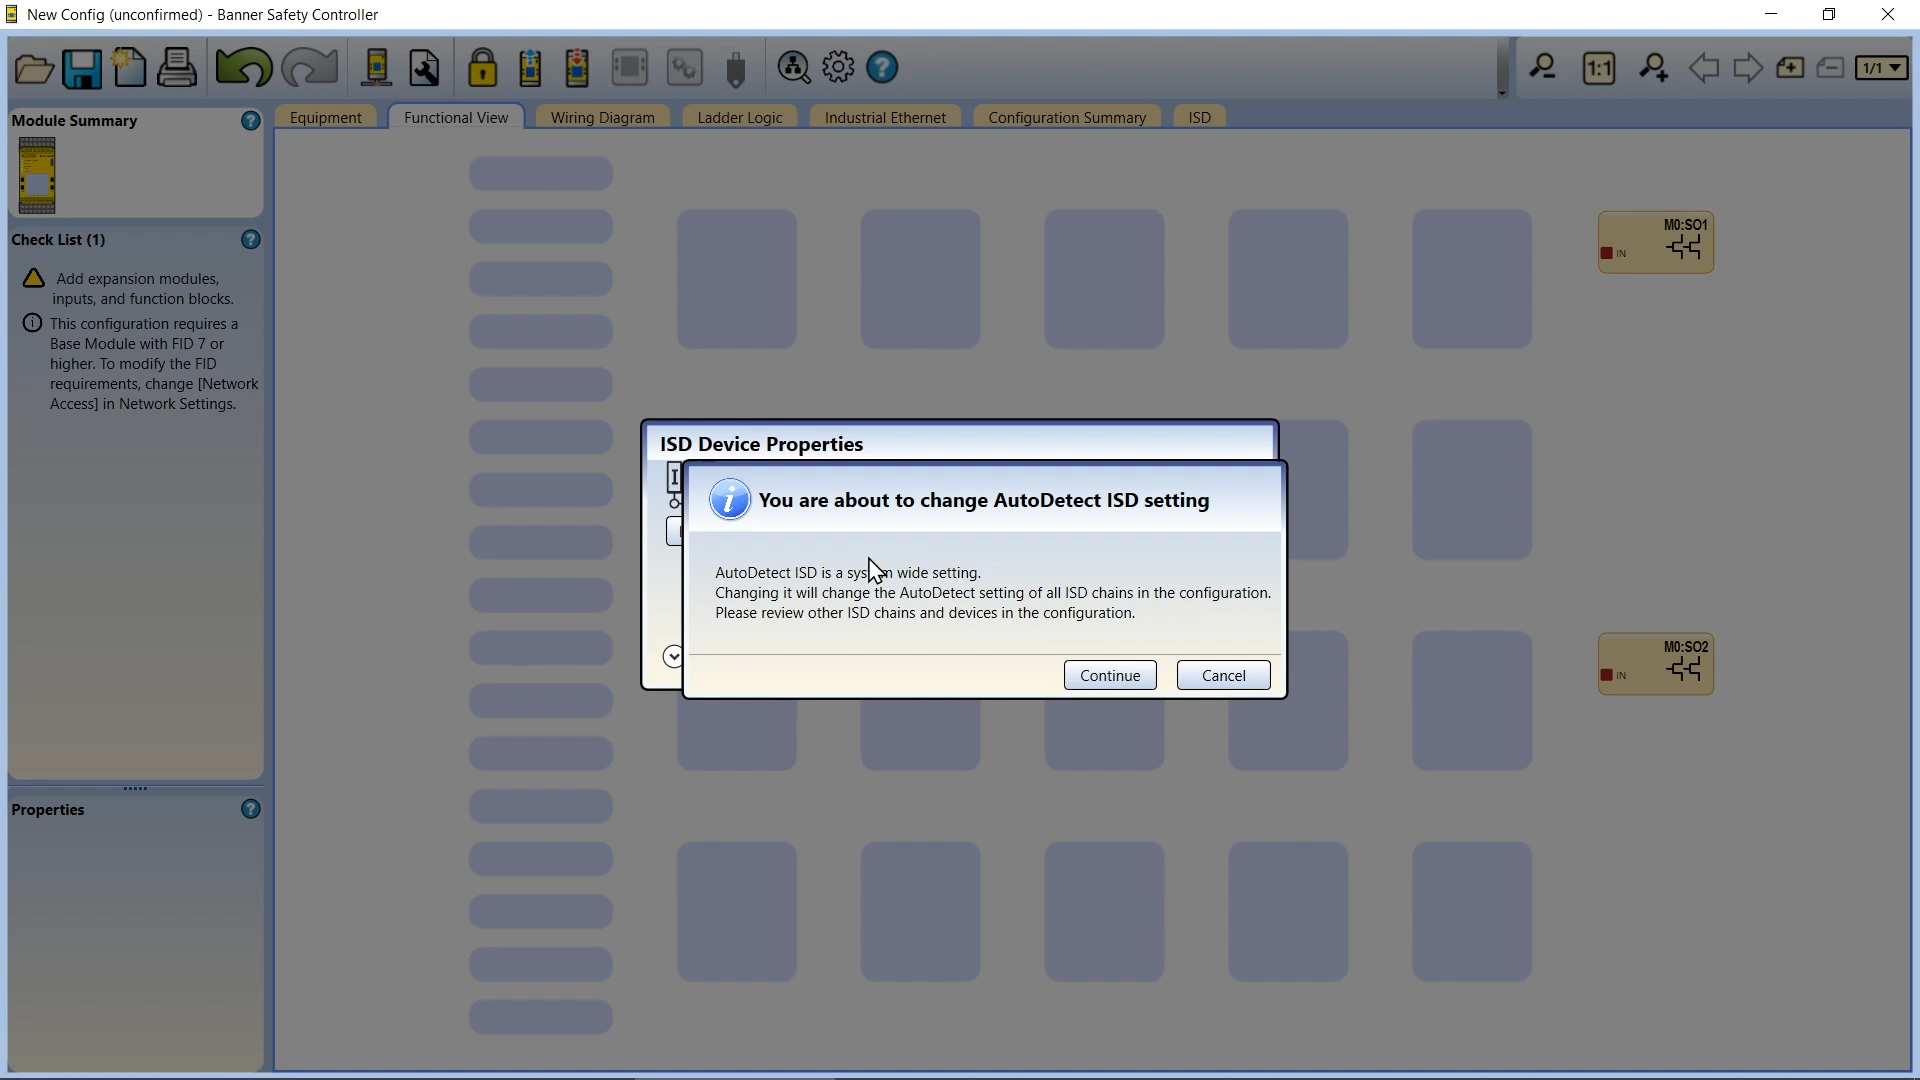 New Config (unconfirmed) - Banner Safety Controller
1:1
1/1
Module Summary
Equipment
Functional View
Wiring Diagram
Ladder Logic
Industrial Ethernet
Configuration Summary
ISD
Check List (1)
Add expansion modules,
inputs, and function blocks.
This configuration requires a
Base Module with FID 7 or
higher. To modify the FID
requirements, change [Network
Access] in Network Settings.
Properties
M0:SO1
IN
M0:SO2
IN
ISD Device Properties
You are about to change AutoDetect ISD setting
AutoDetect ISD is a system wide setting.
Changing it will change the AutoDetect setting of all ISD chains in the configuration.
Please review other ISD chains and devices in the configuration.
Continue
Cancel